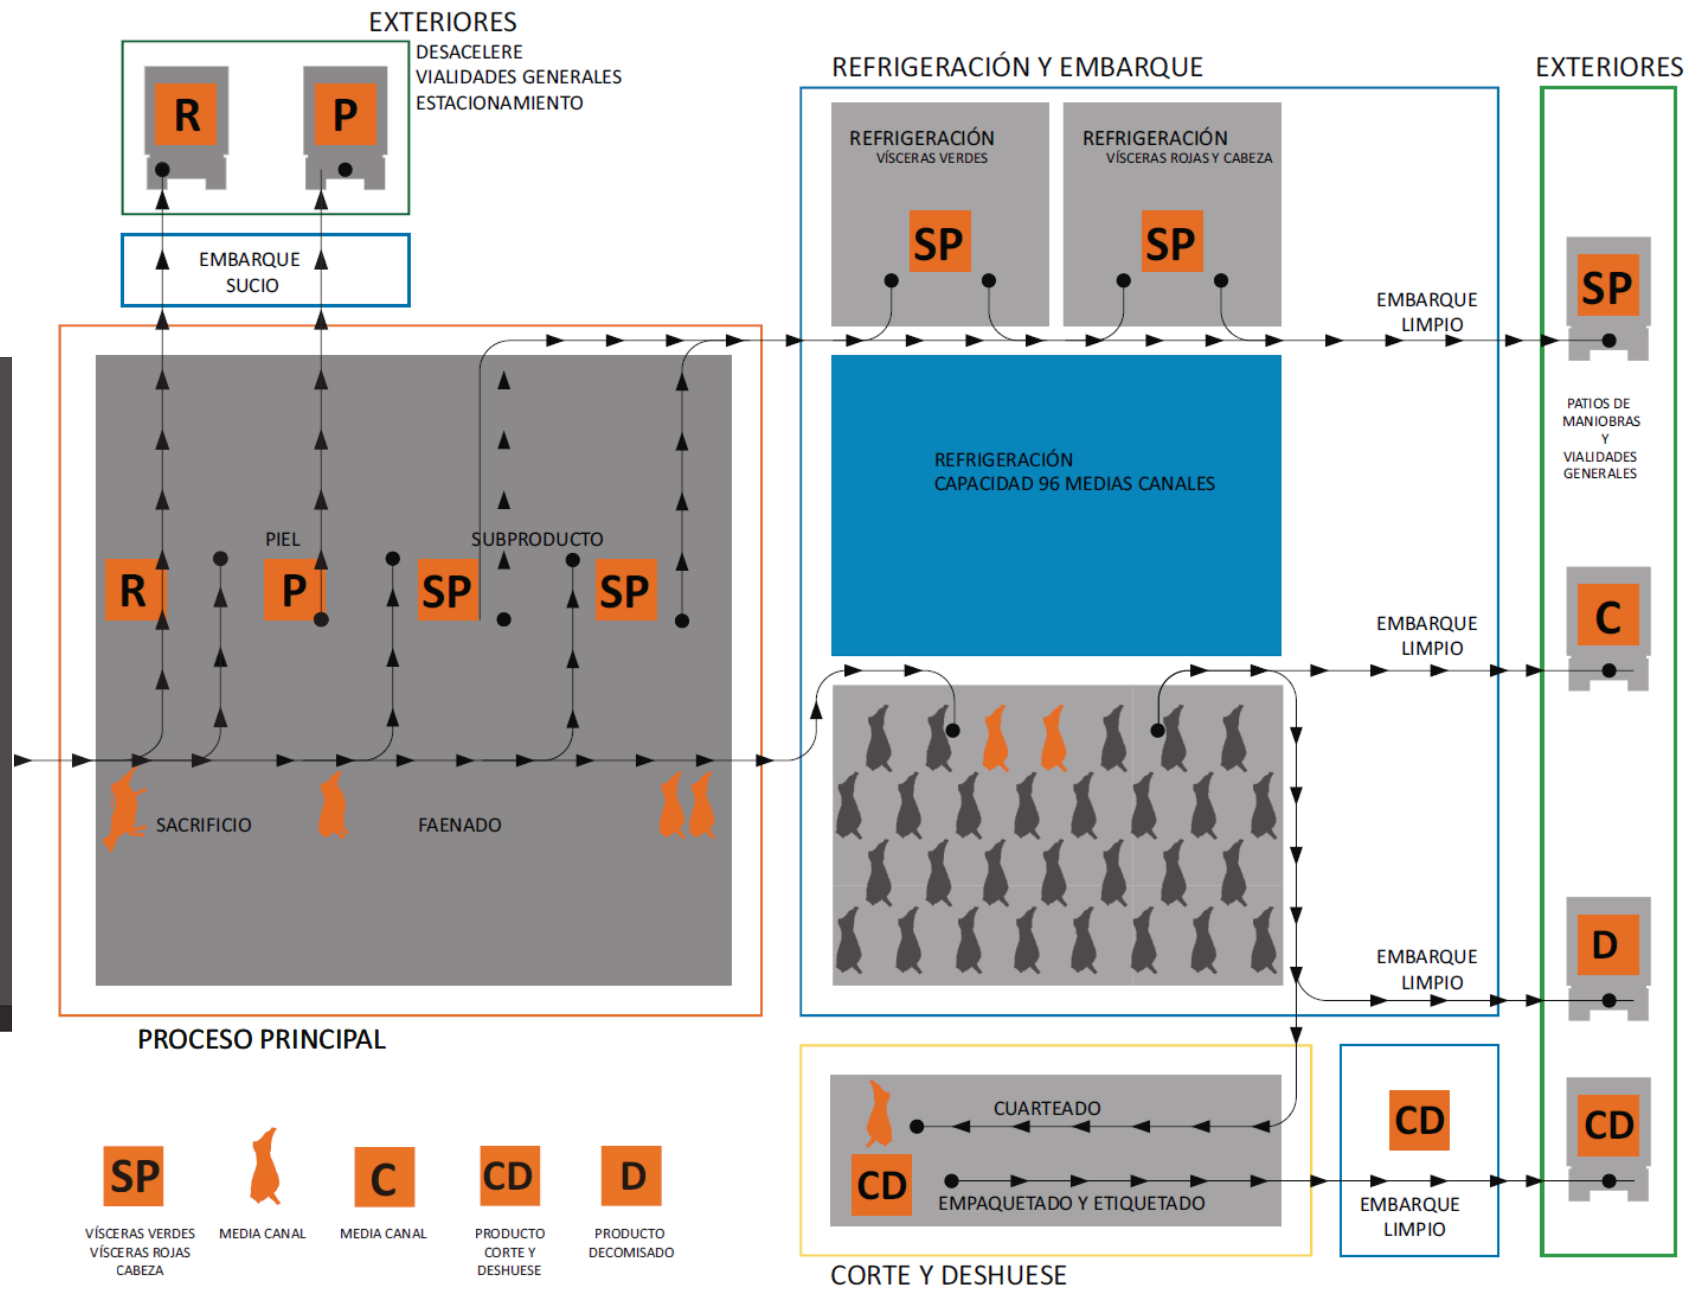 EXTERIORES
DESACELERE
VIALIDADES GENERALES
ESTACIONAMIENTO
R
P
EMBARQUE
SUCIO
REFRIGERACIÓN Y EMBARQUE
EXTERIORES
REFRIGERACIÓN
VÍSCERAS VERDES
SP
REFRIGERACIÓN
VÍSCERAS ROJAS Y CABEZA
SP
EMBARQUE
LIMPIO
SP
PATIOS DE
MANIOBRAS
Y
VIALIDADES
GENERALES
REFRIGERACIÓN
CAPACIDAD 96 MEDIAS CANALES
PIEL
SUBPRODUCTO
R
P
SP
SP
EMBARQUE
LIMPIO
C
SACRIFICIO
FAENADO
EMBARQUE
LIMPIO
D
PROCESO PRINCIPAL
CUARTEADO
CD
EMPAQUETADO Y ETIQUETADO
CD
EMBARQUE
LIMPIO
CD
CORTE Y DESHUESE
SP
VÍSCERAS VERDES
VÍSCERAS ROJAS
CABEZA
MEDIA CANAL
C
MEDIA CANAL
CD
PRODUCTO
CORTE Y
DESHUESE
D
PRODUCTO
DECOMISADO